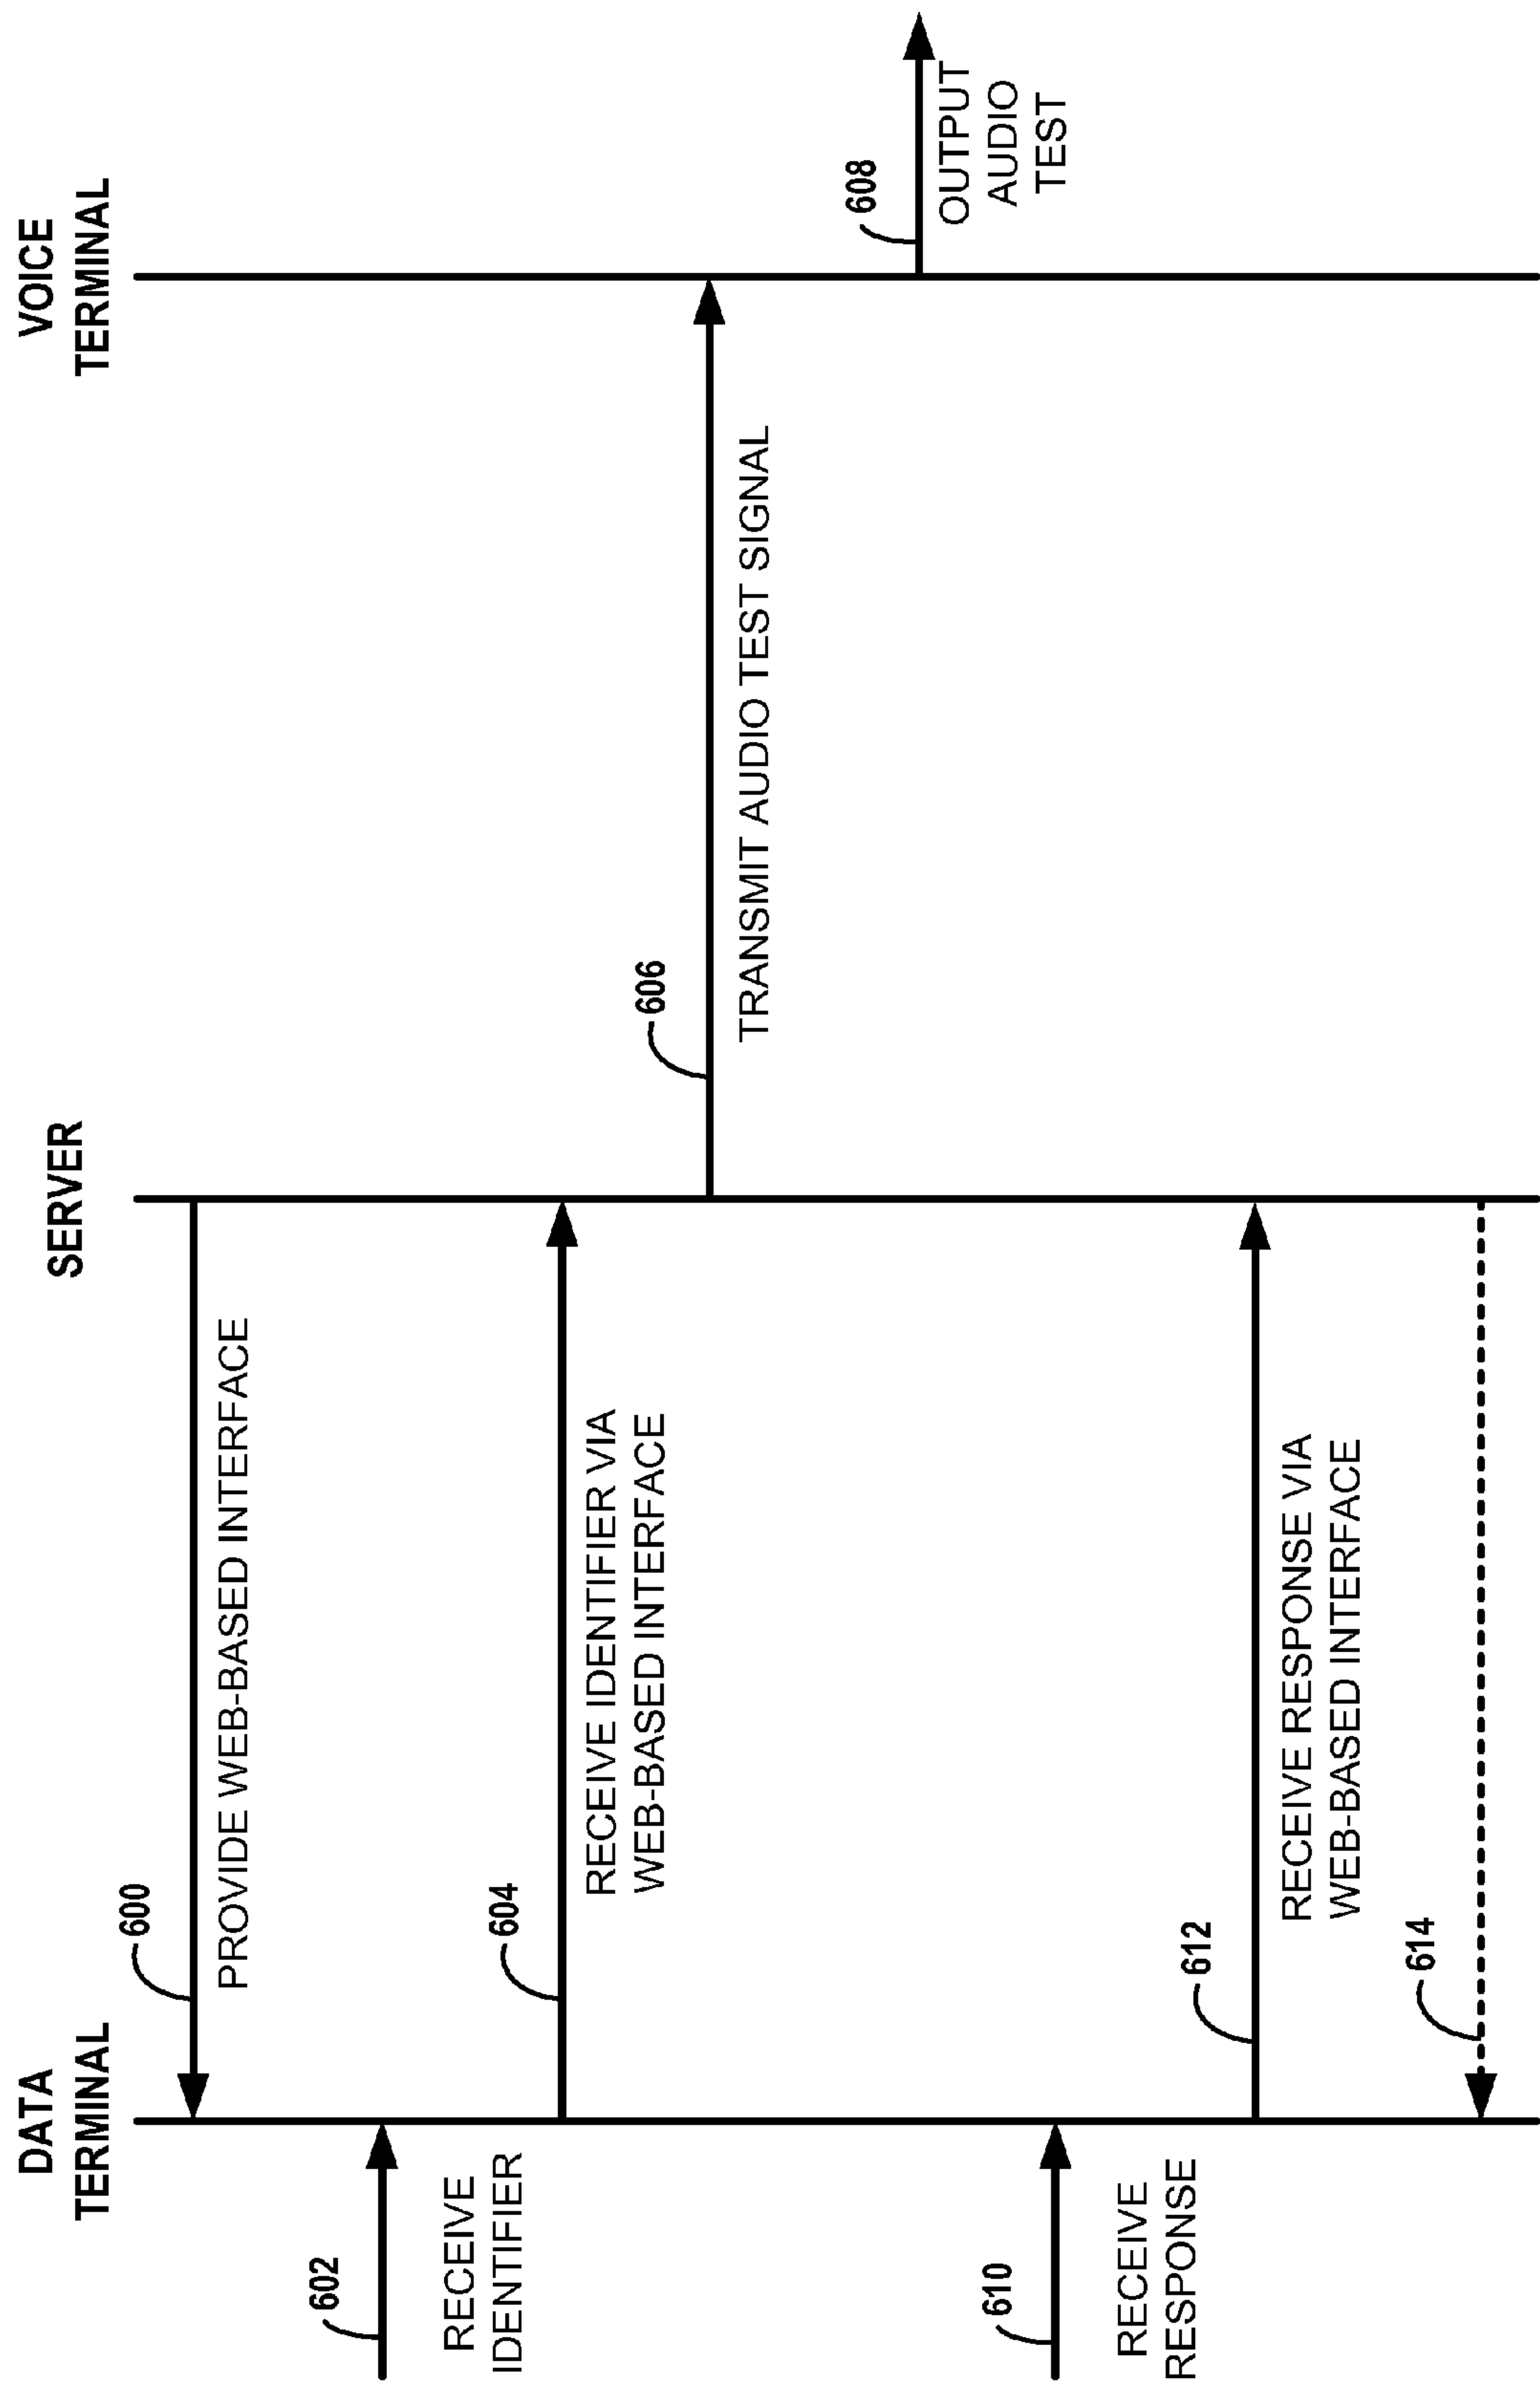 DATA
TERMINAL
SERVER
VOICE
TERMINAL
600
PROVIDE WEB-BASED INTERFACE
602
RECEIVE
IDENTIFIER
604
RECEIVE IDENTIFIER VIA
WEB-BASED INTERFACE
606
TRANSMIT AUDIO TEST SIGNAL
608
OUTPUT
AUDIO
TEST
610
RECEIVE
RESPONSE
612
RECEIVE RESPONSE VIA
WEB-BASED INTERFACE
614